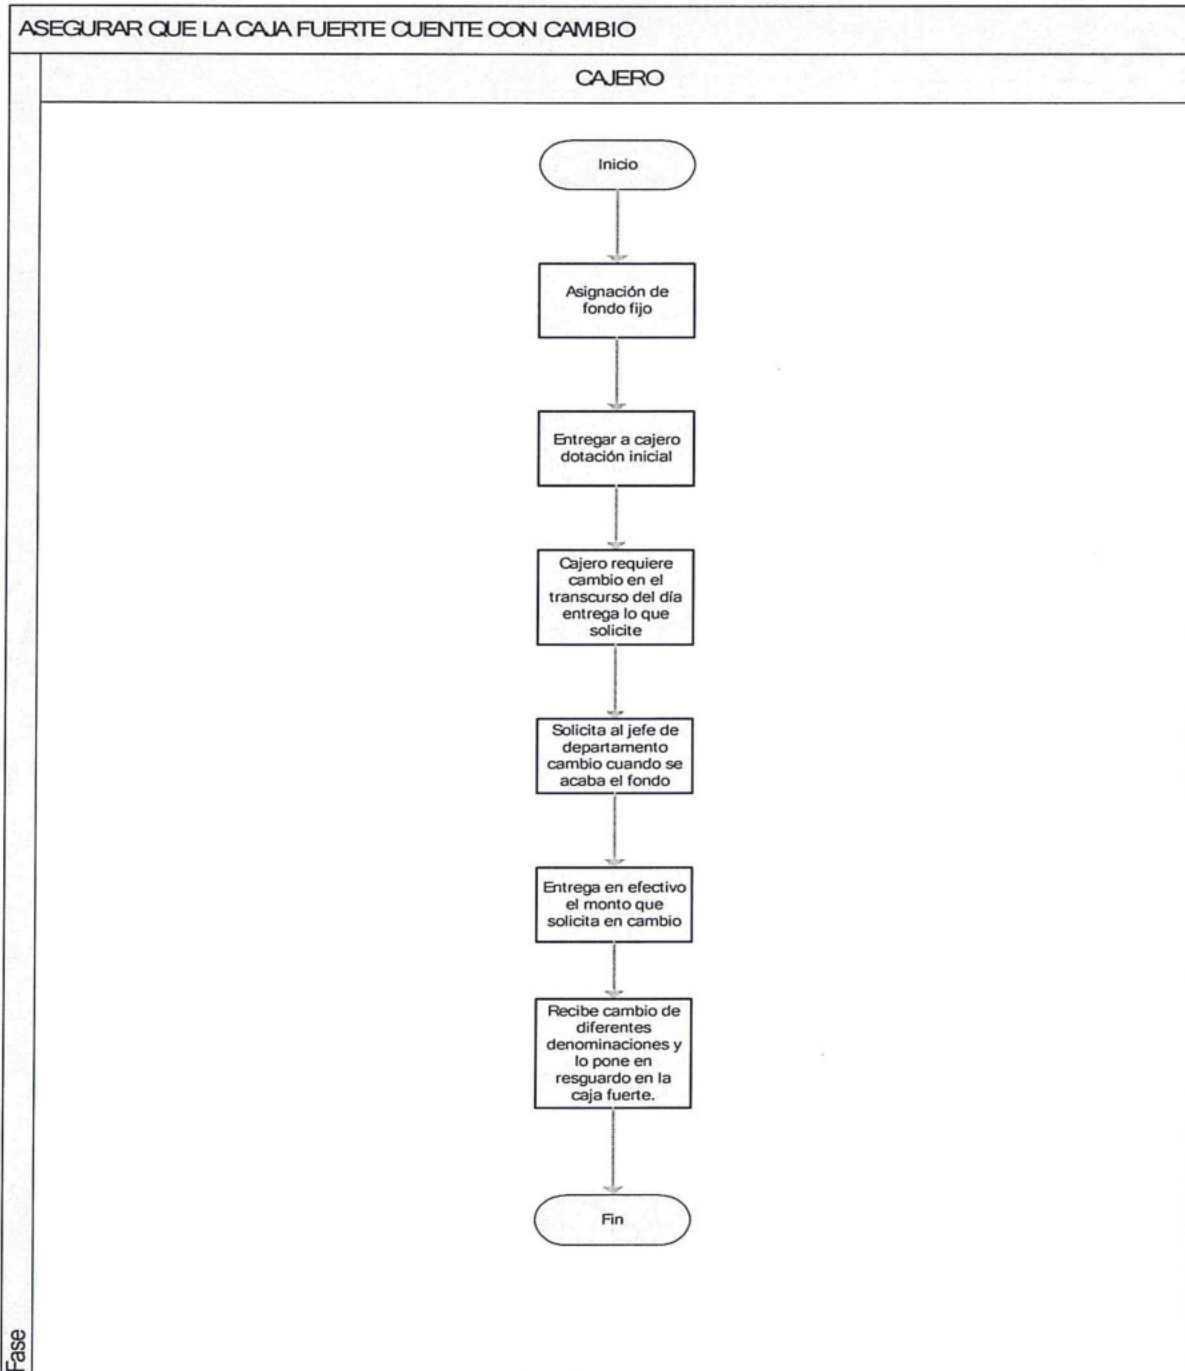 ASEGURAR QUE LA CAJA FUERTE CUENTE CON CAMBIO
CAJERO
Inicio
Asignación de
fondo fijo
Entregar a cajero
dotación inicial
Cajero requiere
cambio en el
transcurso del día
entrega lo que
solicite
Solicita al jefe de
departamento
cambio cuando se
acaba el fondo
Entrega en efectivo
el monto que
solicita en cambio
Recibe cambio de
diferentes
denominaciones y
lo pone en
resguardo en la
caja fuerte.
Fin
Fase